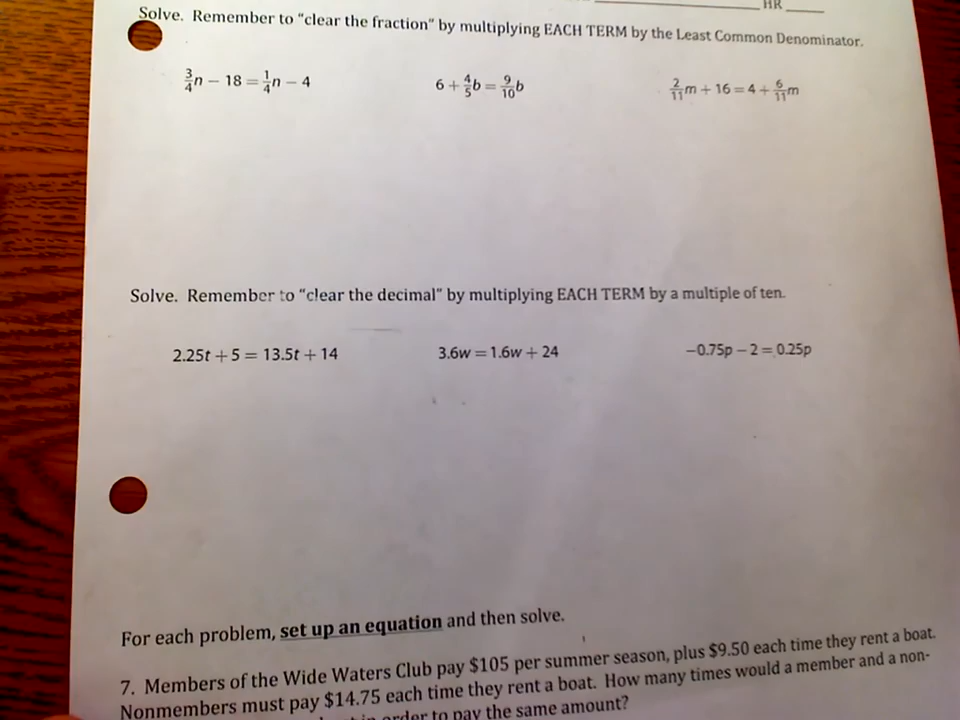 HR
Solve. Remember to "clear the fraction" by multiplying EACH TERM by the Least Common Denominator.
3/4n − 18 = 1/4n − 4 6 + 4/5b = 9/10b 2/11m + 16 = 4 + 6/11m
Solve. Remember to "clear the decimal" by multiplying EACH TERM by a multiple of ten.
2.25t + 5 = 13.5t + 14 3.6w = 1.6w + 24 −0.75p − 2 = 0.25p
For each problem, set up an equation and then solve.
7. Members of the Wide Waters Club pay $105 per summer season, plus $9.50 each time they rent a boat.
Nonmembers must pay $14.75 each time they rent a boat. How many times would a member and a non-
order to pay the same amount?